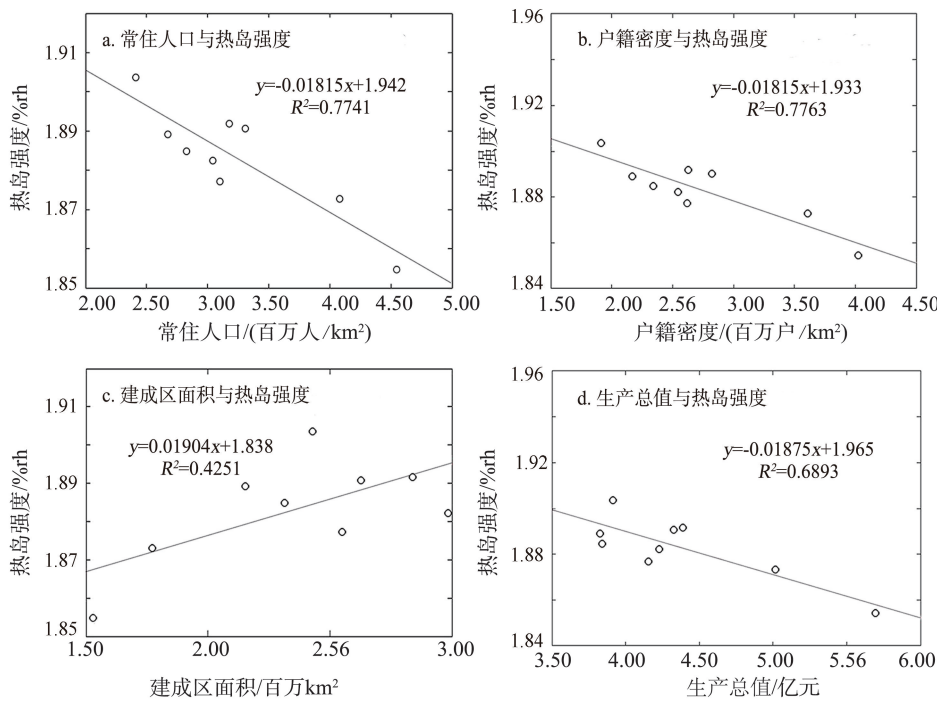 a. 常住人口与热岛强度
y=-0.01815x+1.942
R²=0.7741
热岛强度/%rh
1.91
1.89
1.87
1.85
2.00 2.50 3.00 3.50 4.00 4.50 5.00
常住人口/(百万人/km²)
b. 户籍密度与热岛强度
y=-0.01815x+1.933
R²=0.7763
热岛强度/%rh
1.96
1.92
1.88
1.84
1.50 2.00 2.56 3.00 3.50 4.00 4.50
户籍密度/(百万户/km²)
c. 建成区面积与热岛强度
y=0.01904x+1.838
R²=0.4251
热岛强度/%rh
1.91
1.89
1.87
1.85
1.50 2.00 2.56 3.00
建成区面积/百万km²
d. 生产总值与热岛强度
y=-0.01875x+1.965
R²=0.6893
热岛强度/%rh
1.96
1.92
1.88
1.84
3.50 4.00 4.50 5.00 5.56 6.00
生产总值/亿元